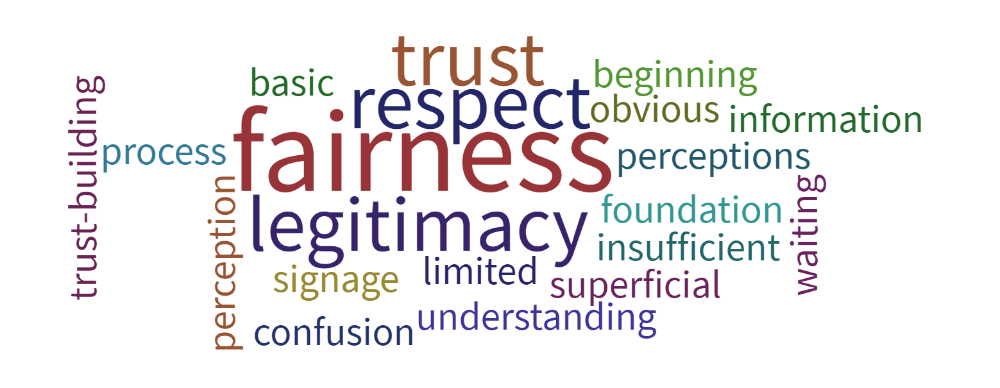 trust
beginning
basic
respect
obvious
information
trust-building
process
fairness
perceptions
perception
legitimacy
foundation
waiting
insufficient
signage
limited
superficial
understanding
confusion